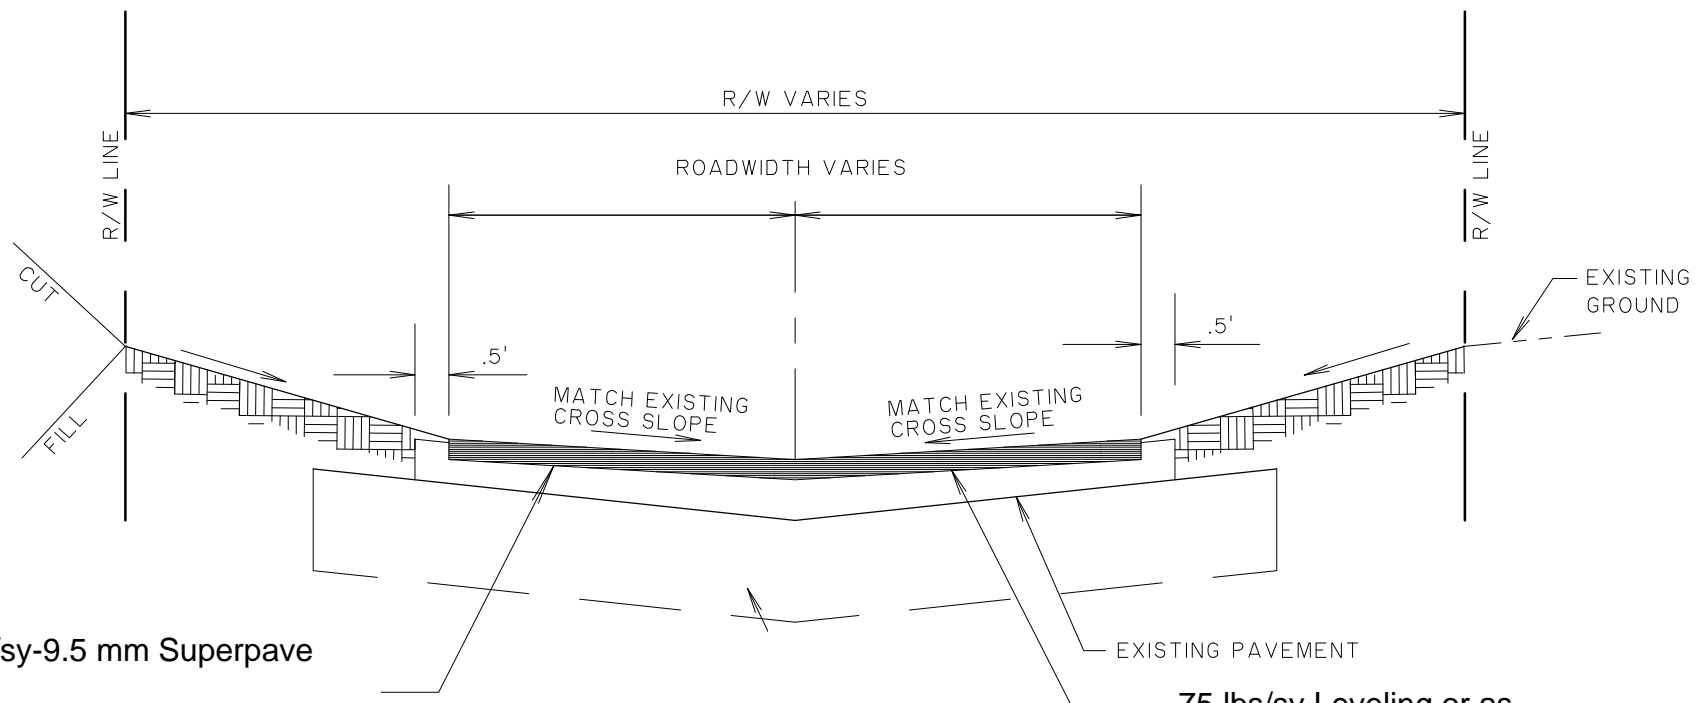 R/W VARIES
R/W LINE
R/W LINE
ROADWIDTH VARIES
CUT
FILL
EXISTING
GROUND
.5'
.5'
MATCH EXISTING
CROSS SLOPE
MATCH EXISTING
CROSS SLOPE
/sy-9.5 mm Superpave
EXISTING PAVEMENT
75 lbs/sy Leveling or as